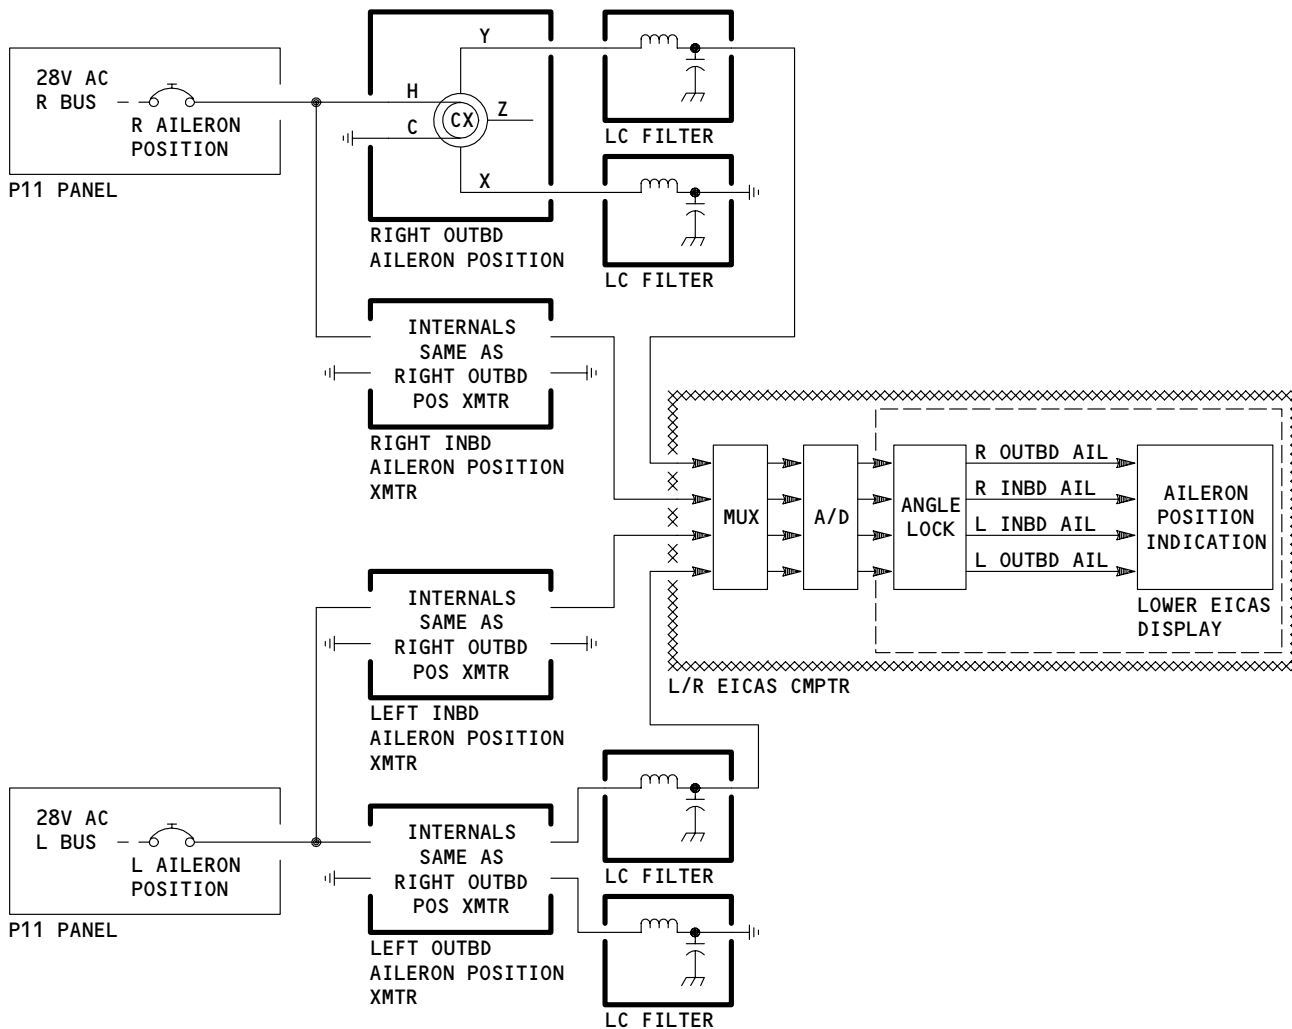 28V AC
R BUS
R AILERON
POSITION
P11 PANEL
H
C
CX
Y
Z
X
RIGHT OUTBD
AILERON POSITION
LC FILTER
LC FILTER
INTERNALS
SAME AS
RIGHT OUTBD
POS XMTR
RIGHT INBD
AILERON POSITION
XMTR
MUX
A/D
ANGLE
LOCK
R OUTBD AIL
R INBD AIL
L INBD AIL
L OUTBD AIL
AILERON
POSITION
INDICATION
LOWER EICAS
DISPLAY
L/R EICAS CMPTR
INTERNALS
SAME AS
RIGHT OUTBD
POS XMTR
LEFT INBD
AILERON POSITION
XMTR
28V AC
L BUS
L AILERON
POSITION
P11 PANEL
INTERNALS
SAME AS
RIGHT OUTBD
POS XMTR
LEFT OUTBD
AILERON POSITION
XMTR
LC FILTER
LC FILTER